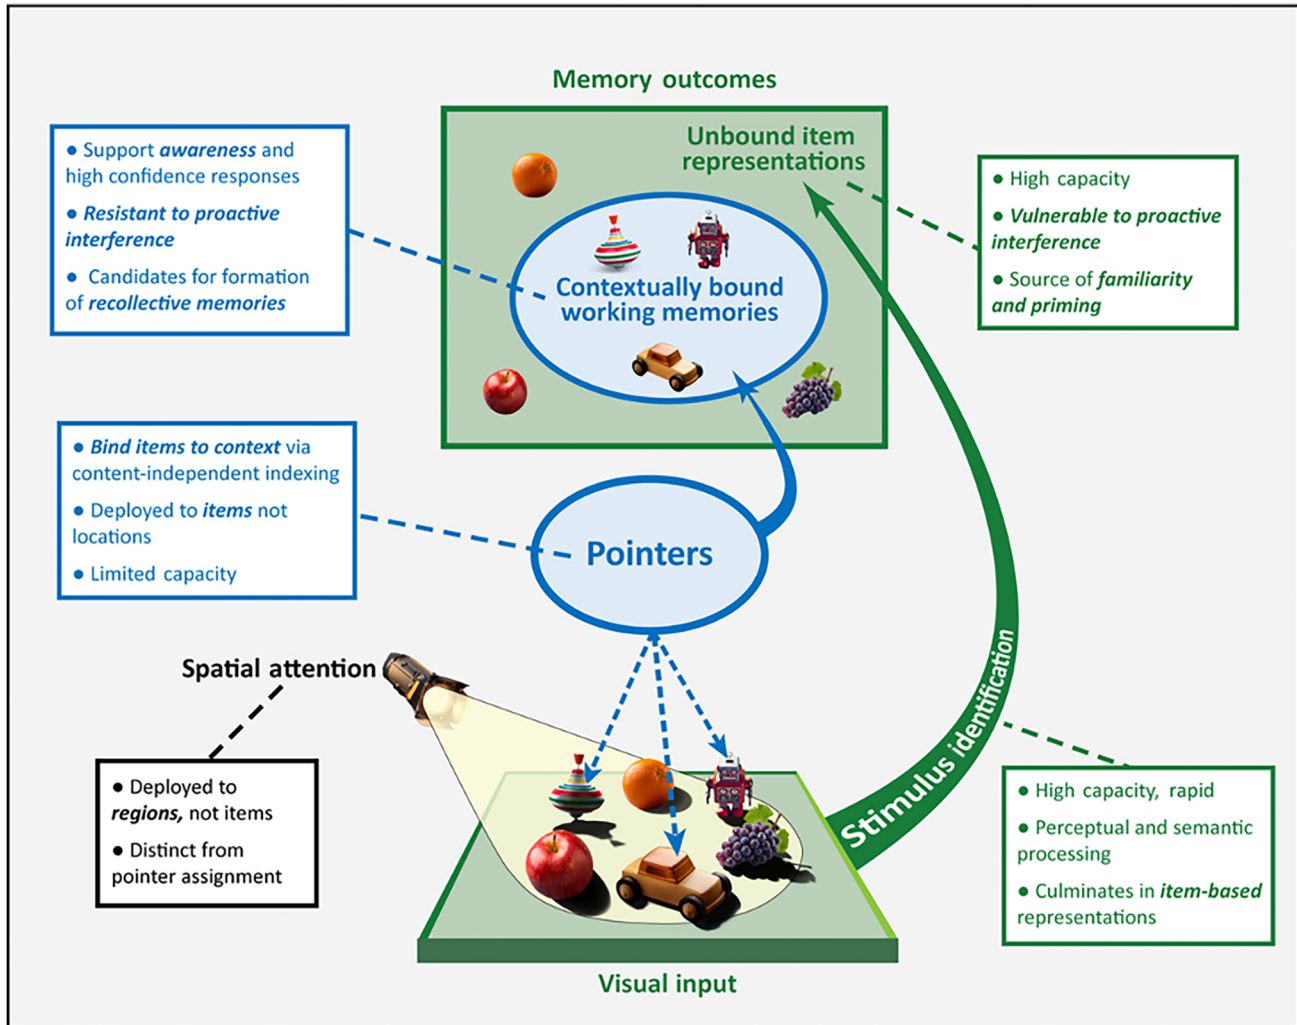 Memory outcomes
● Support awareness and
high confidence responses
● Resistant to proactive
interference
● Candidates for formation
of recollective memories
Unbound item
representations
● High capacity
● Vulnerable to proactive
interference
● Source of familiarity
and priming
Contextually bound
working memories
● Bind items to context via
content-independent indexing
● Deployed to items not
locations
● Limited capacity
Pointers
Spatial attention
● Deployed to
regions, not items
● Distinct from
pointer assignment
Stimulus identification
● High capacity, rapid
● Perceptual and semantic
processing
● Culminates in item-based
representations
Visual input